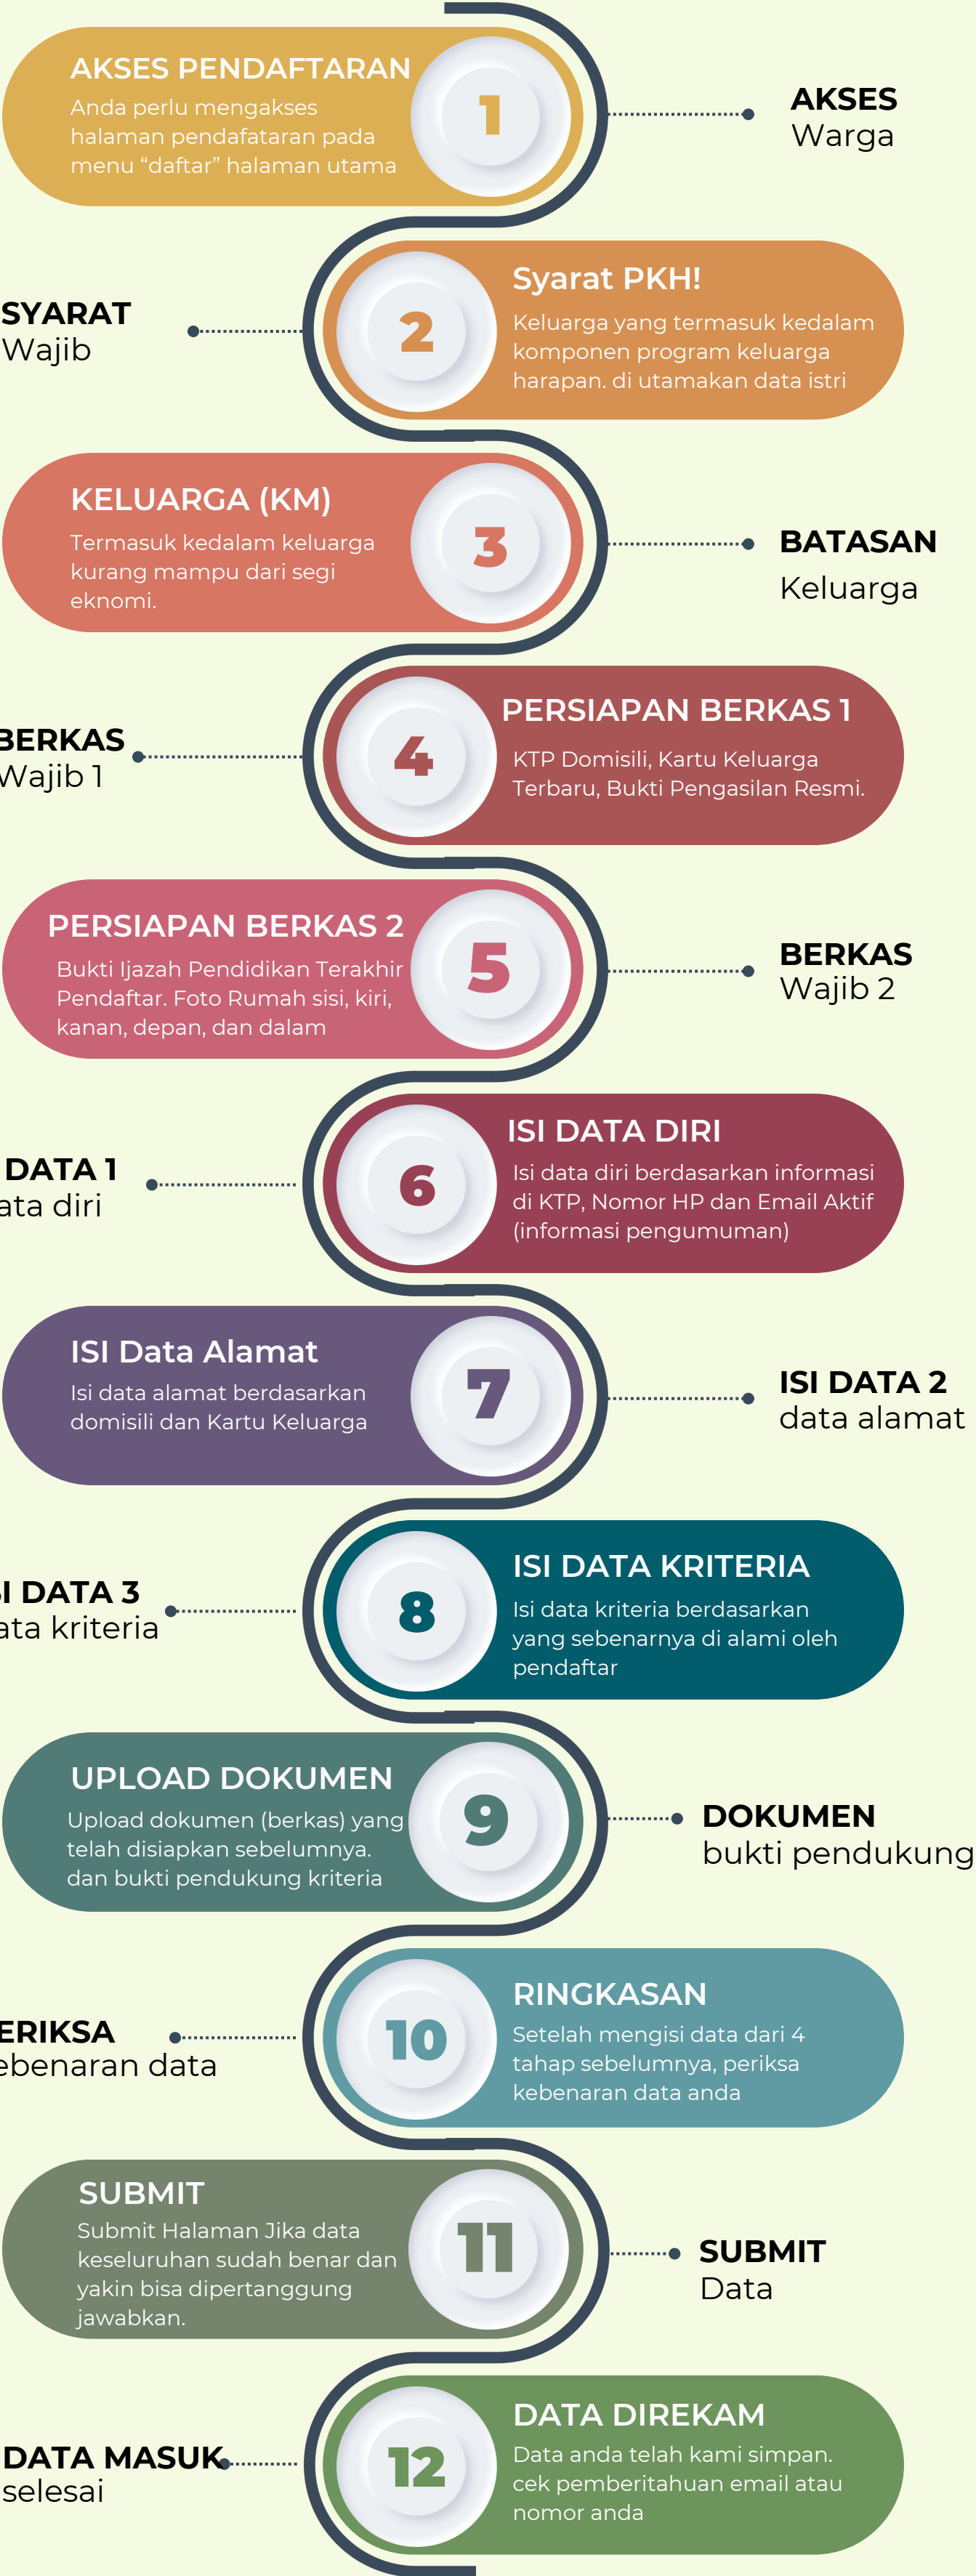 AKSES PENDAFTARAN
Anda perlu mengakses
halaman pendafataran pada
menu “daftar” halaman utama
1
AKSES
Warga
SYARAT
Wajib
2
Syarat PKH!
Keluarga yang termasuk kedalam
komponen program keluarga
harapan. di utamakan data istri
KELUARGA (KM)
Termasuk kedalam keluarga
kurang mampu dari segi
eknomi.
3
BATASAN
Keluarga
BERKAS
Wajib 1
4
PERSIAPAN BERKAS 1
KTP Domisili, Kartu Keluarga
Terbaru, Bukti Pengasilan Resmi.
PERSIAPAN BERKAS 2
Bukti Ijazah Pendidikan Terakhir
Pendaftar. Foto Rumah sisi, kiri,
kanan, depan, dan dalam
5
BERKAS
Wajib 2
DATA 1
ata diri
6
ISI DATA DIRI
Isi data diri berdasarkan informasi
di KTP, Nomor HP dan Email Aktif
(informasi pengumuman)
ISI Data Alamat
Isi data alamat berdasarkan
domisili dan Kartu Keluarga
7
ISI DATA 2
data alamat
I DATA 3
ata kriteria
8
ISI DATA KRITERIA
Isi data kriteria berdasarkan
yang sebenarnya di alami oleh
pendaftar
UPLOAD DOKUMEN
Upload dokumen (berkas) yang
telah disiapkan sebelumnya.
dan bukti pendukung kriteria
9
DOKUMEN
bukti pendukung
ERIKSA
ebenaran data
10
RINGKASAN
Setelah mengisi data dari 4
tahap sebelumnya, periksa
kebenaran data anda
SUBMIT
Submit Halaman Jika data
keseluruhan sudah benar dan
yakin bisa dipertanggung
jawabkan.
11
SUBMIT
Data
DATA MASUK
selesai
12
DATA DIREKAM
Data anda telah kami simpan.
cek pemberitahuan email atau
nomor anda